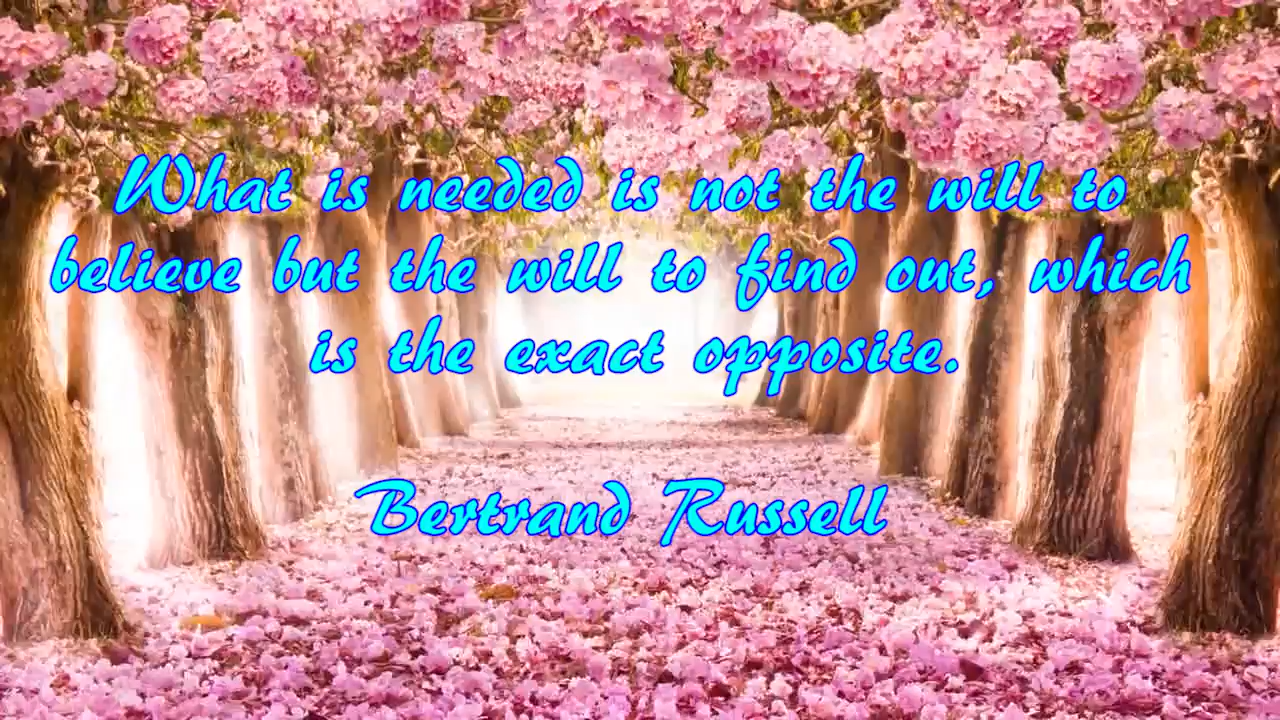 What is needed is not the will to
believe but the will to find out, which
is the exact opposite.
Bertrand Russell